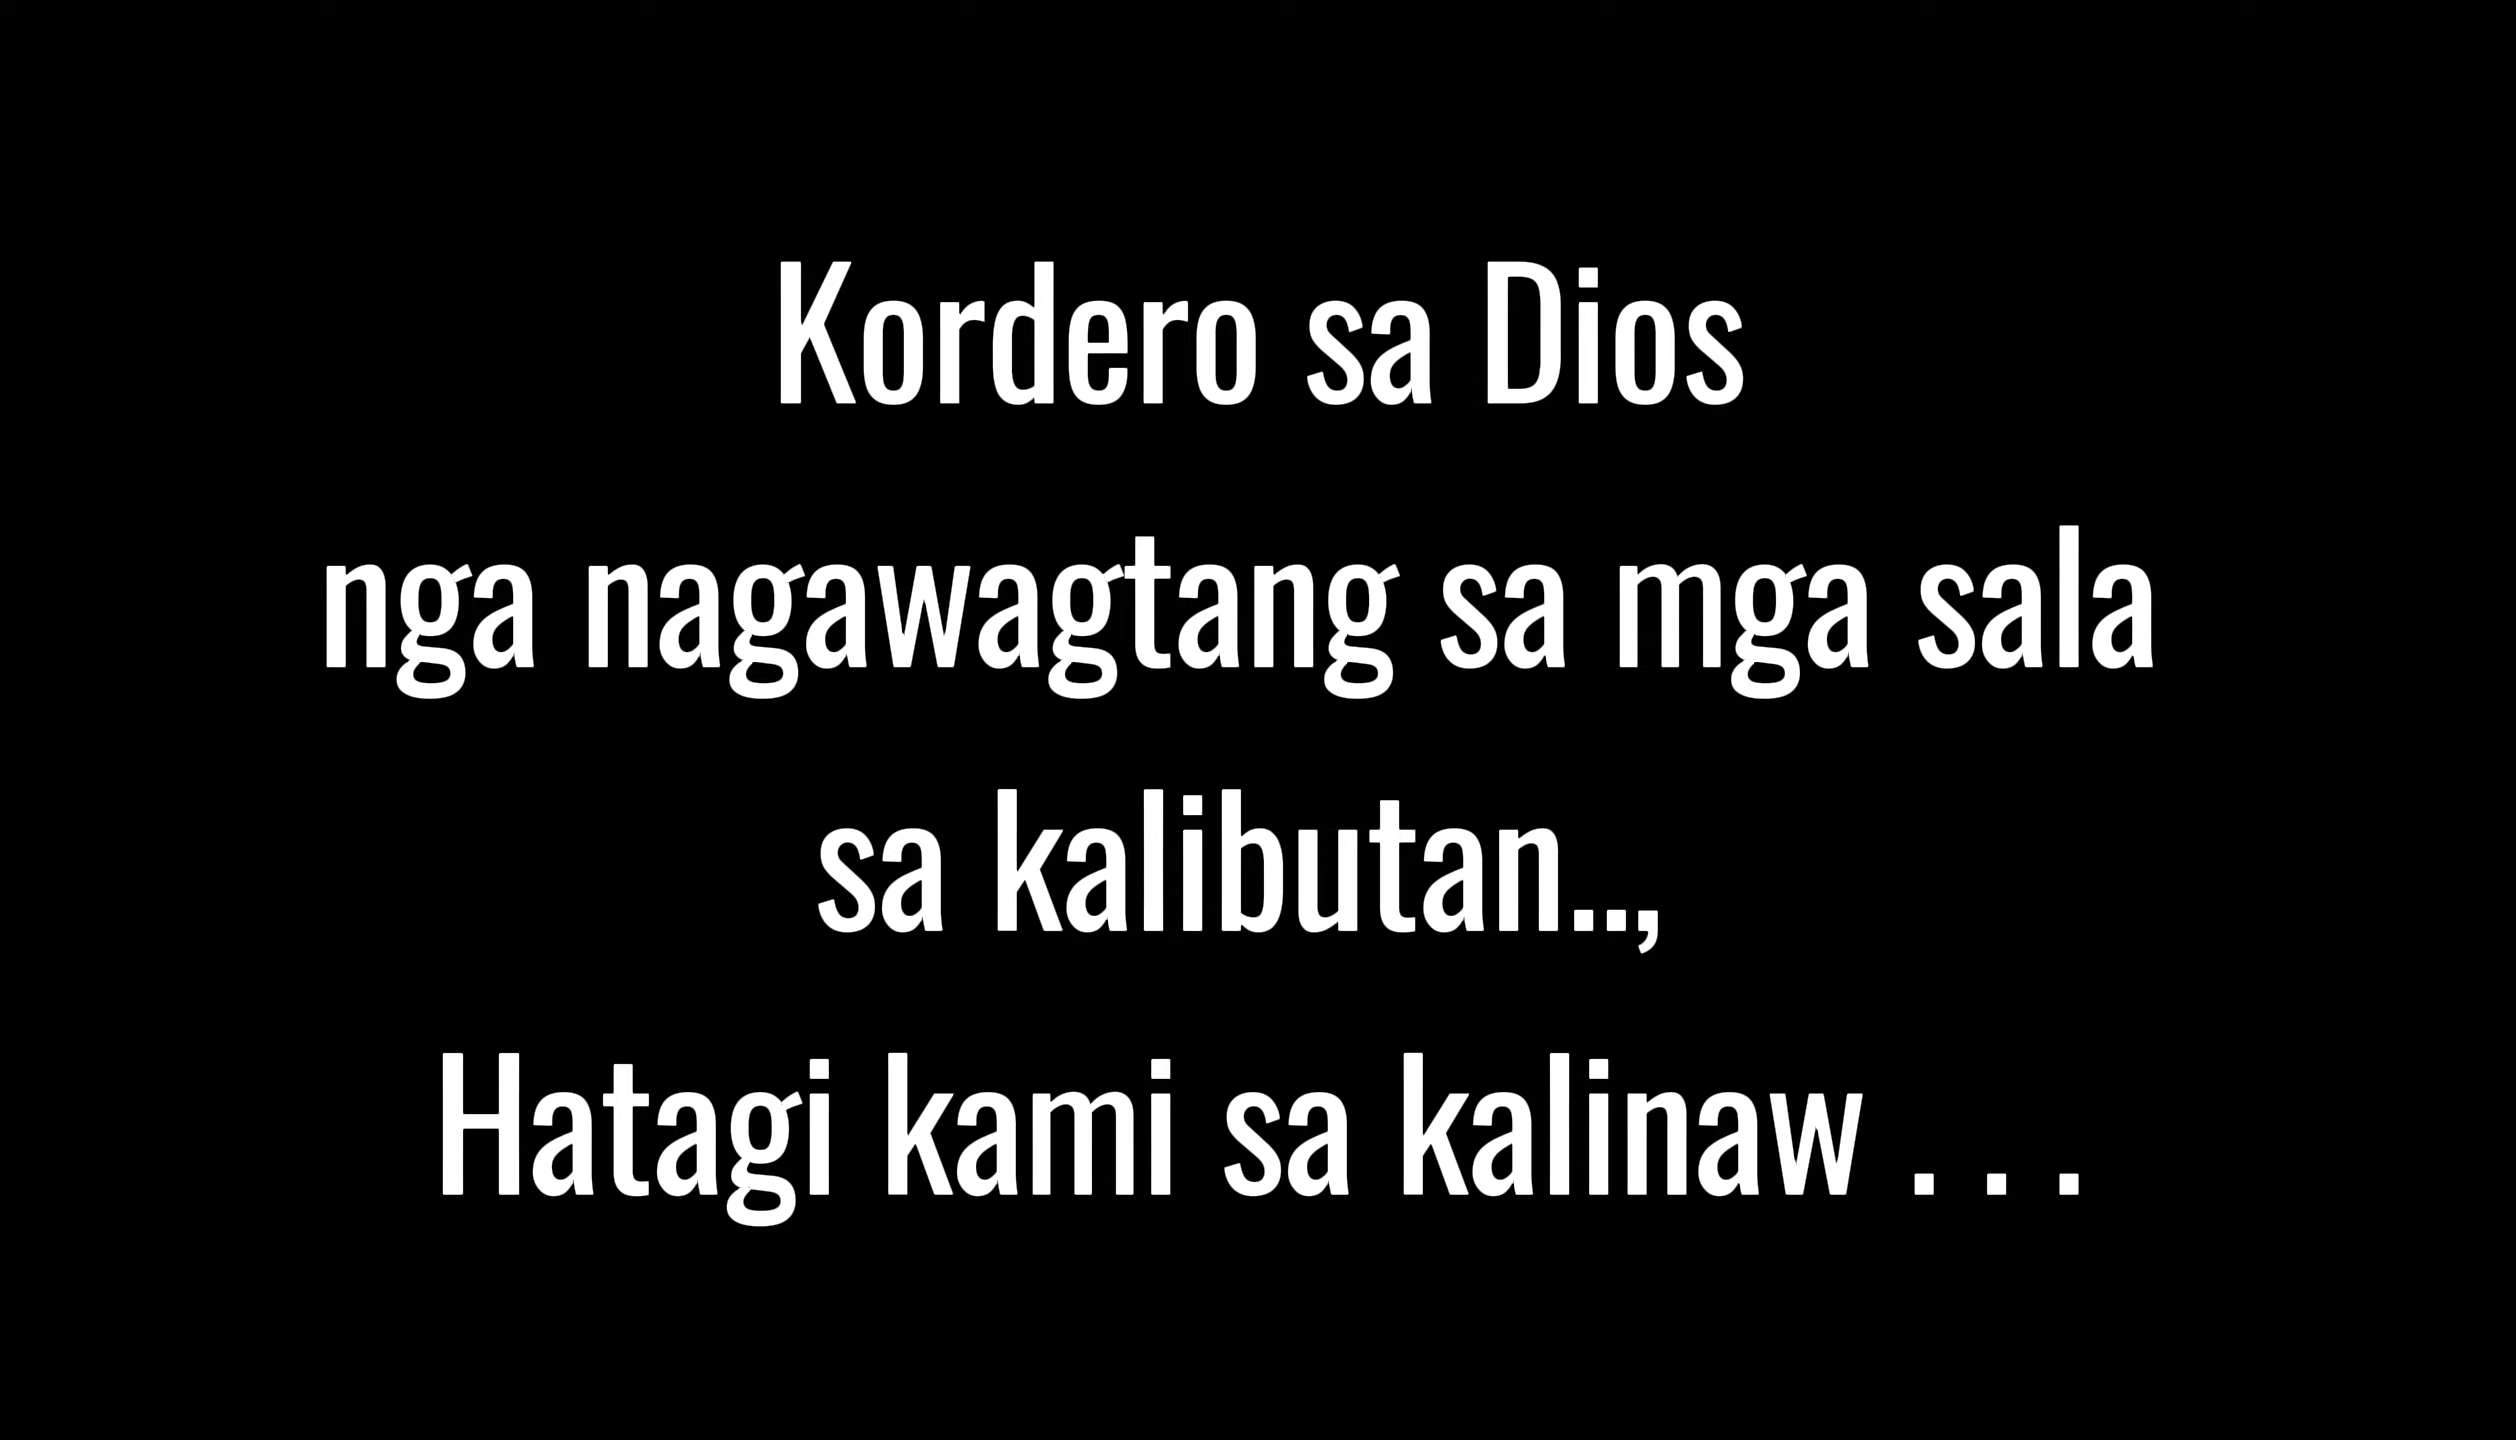 Kordero sa Dios
nga nagawagtang sa mga sala
sa kalibutan..,
Hatagi kami sa kalinaw . . .